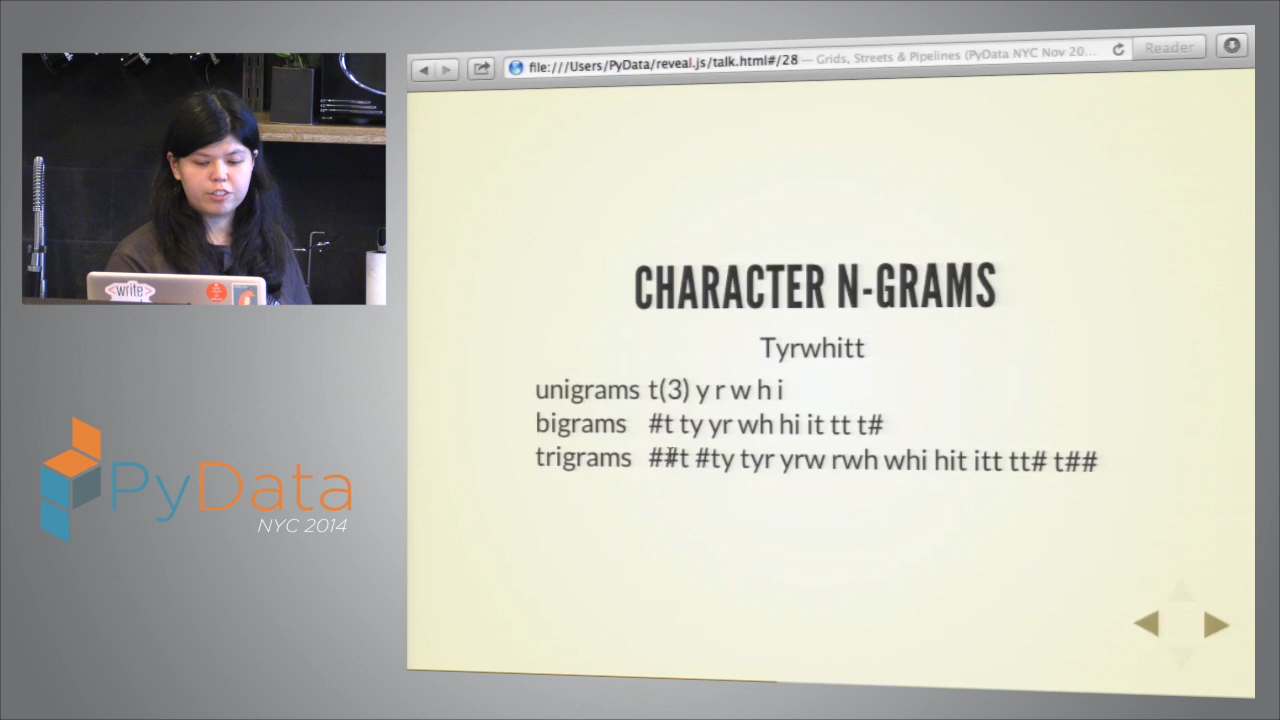 file:///Users/PyData/reveal.js/talk.html#/28 — Grids, Streets & Pipelines (PyData NYC Nov 20...
Reader
<write
CHARACTER N-GRAMS
Tyrwhitt
unigrams t(3) y r w h i
bigrams #t ty yr wh hi it tt t#
trigrams ##t #ty tyr yrw rwh whi hit itt tt# t##
PyData
NYC 2014